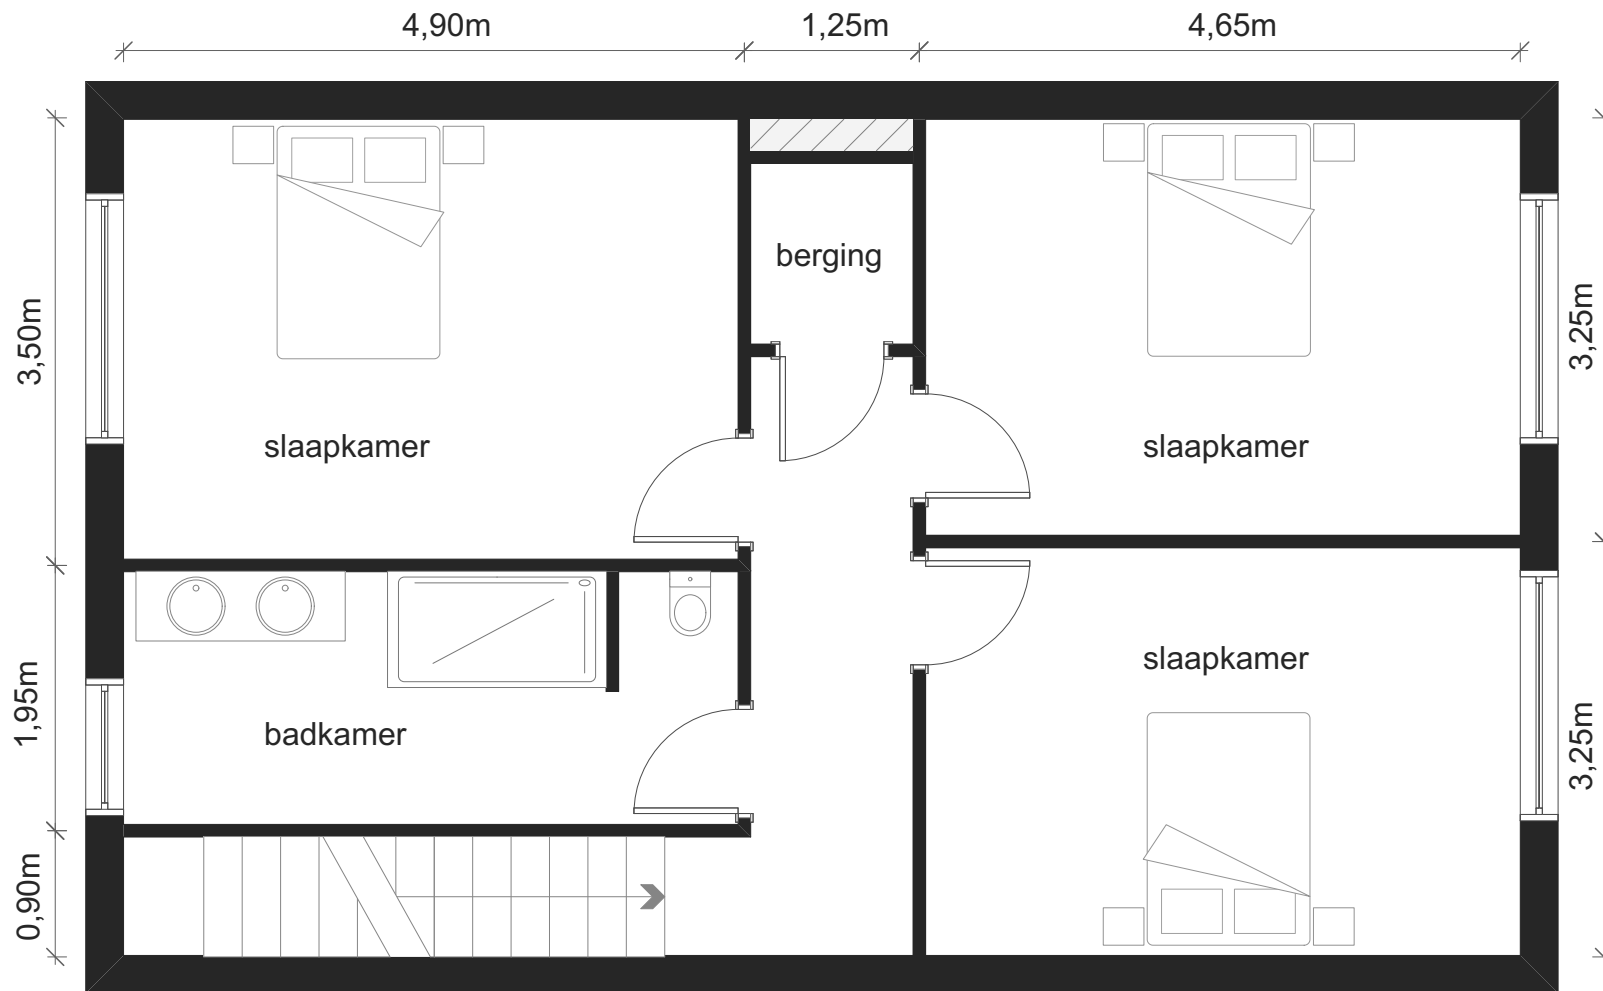 4,90m
1,25m
4,65m
berging
3,50m
3,25m
slaapkamer
slaapkamer
slaapkamer
1,95m
badkamer
3,25m
0,90m